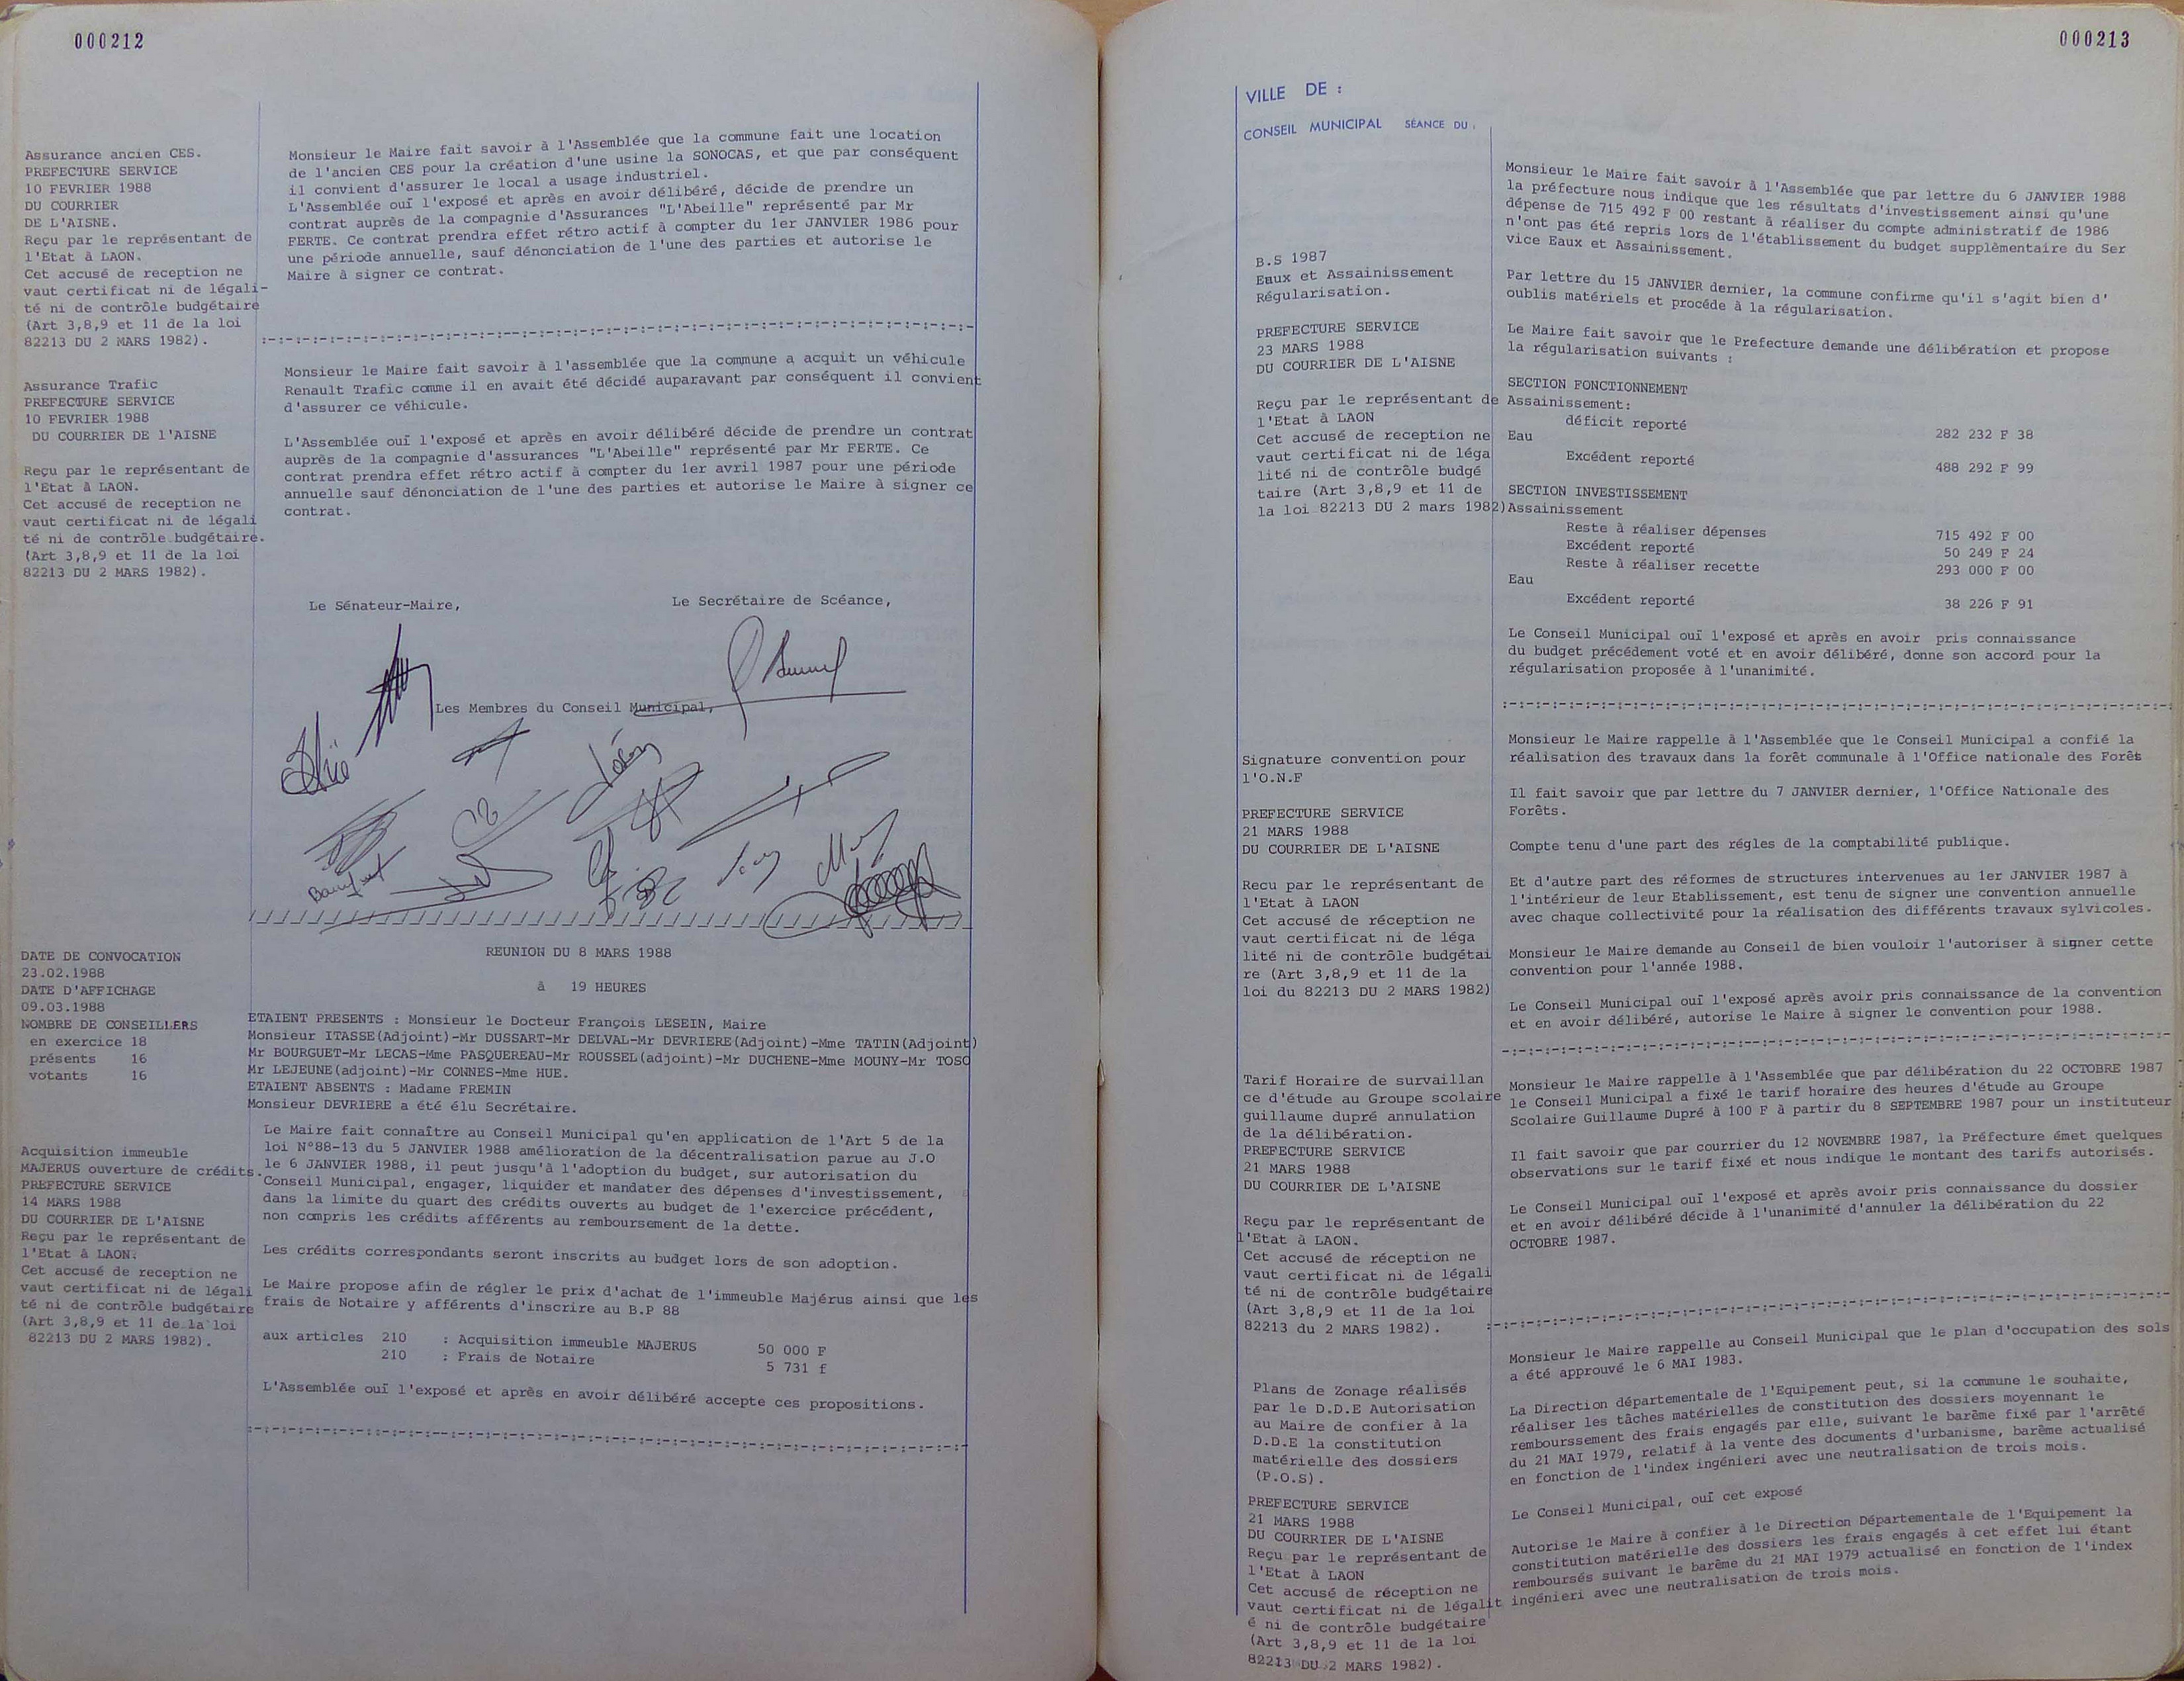 000212
Assurance ancien CES.
PREFECTURE SERVICE
10 FEVRIER 1988
DU COURRIER
DE L'AISNE.
Reçu par le représentant de
l'Etat à LAON.
Cet accusé de reception ne
vaut certificat ni de légali-
té ni de contrôle budgétaire
(Art 3,8,9 et 11 de la loi
82213 DU 2 MARS 1982).
Monsieur le Maire fait savoir à l'Assemblée que la commune fait une location
de l'ancien CES pour la création d'une usine la SONOCAS, et que par conséquent
il convient d'assurer le local a usage industriel.
L'Assemblée ouï l'exposé et après en avoir délibéré, décide de prendre un
contrat auprès de la compagnie d'Assurances "L'Abeille" représenté par Mr
FERTE. Ce contrat prendra effet rétro actif à compter du 1er JANVIER 1986 pour
une période annuelle, sauf dénonciation de l'une des parties et autorise le
Maire à signer ce contrat.
:-:-:-:-:-:-:-:-:-:-:-:-:-:-:-:-:-:-:-:-:-:-:-:-:-:-:-:-:-:-:-:-:-:-:-:-
Assurance Trafic
PREFECTURE SERVICE
10 FEVRIER 1988
DU COURRIER DE l'AISNE
Reçu par le représentant de
l'Etat à LAON.
Cet accusé de reception ne
vaut certificat ni de légali
té ni de contrôle budgétaire.
(Art 3,8,9 et 11 de la loi
82213 DU 2 MARS 1982).
Monsieur le Maire fait savoir à l'assemblée que la commune a acquit un véhicule
Renault Trafic comme il en avait été décidé auparavant par conséquent il convient
d'assurer ce véhicule.
L'Assemblée ouï l'exposé et après en avoir délibéré décide de prendre un contrat
auprès de la compagnie d'assurances "L'Abeille" représenté par Mr FERTE. Ce
contrat prendra effet rétro actif à compter du 1er avril 1987 pour une période
annuelle sauf dénonciation de l'une des parties et autorise le Maire à signer ce
contrat.
Le Sénateur-Maire,
Le Secrétaire de Scéance,
Les Membres du Conseil Municipal,
REUNION DU 8 MARS 1988
à 19 HEURES
DATE DE CONVOCATION
23.02.1988
DATE D'AFFICHAGE
09.03.1988
NOMBRE DE CONSEILLERS
en exercice 18
présents 16
votants 16
ETAIENT PRESENTS : Monsieur le Docteur François LESEIN, Maire
Monsieur ITASSE(Adjoint)-Mr DUSSART-Mr DELVAL-Mr DEVRIERE(Adjoint)-Mme TATIN(Adjoint)
Mr BOURGUET-Mr LECAS-Mme PASQUEREAU-Mr ROUSSEL(adjoint)-Mr DUCHENE-Mme MOUNY-Mr TOSO
Mr LEJEUNE(adjoint)-Mr CONNES-Mme HUE.
ETAIENT ABSENTS : Madame FREMIN
Monsieur DEVRIERE a été élu Secrétaire.
Acquisition immeuble
MAJERUS ouverture de crédits.
PREFECTURE SERVICE
14 MARS 1988
DU COURRIER DE L'AISNE
Reçu par le représentant de
l'Etat à LAON.
Cet accusé de reception ne
vaut certificat ni de légali
té ni de contrôle budgétaire
(Art 3,8,9 et 11 de la loi
82213 DU 2 MARS 1982).
Le Maire fait connaître au Conseil Municipal qu'en application de l'Art 5 de la
loi N°88-13 du 5 JANVIER 1988 amélioration de la décentralisation parue au J.O
le 6 JANVIER 1988, il peut jusqu'à l'adoption du budget, sur autorisation du
Conseil Municipal, engager, liquider et mandater des dépenses d'investissement,
dans la limite du quart des crédits ouverts au budget de l'exercice précédent,
non compris les crédits afférents au remboursement de la dette.
Les crédits correspondants seront inscrits au budget lors de son adoption.
Le Maire propose afin de régler le prix d'achat de l'immeuble Majérus ainsi que les
frais de Notaire y afférents d'inscrire au B.P 88
aux articles 210 : Acquisition immeuble MAJERUS 50 000 F
210 : Frais de Notaire 5 731 f
L'Assemblée ouï l'exposé et après en avoir délibéré accepte ces propositions.
:-:-:-:-:-:-:-:-:-:-:-:-:-:-:-:-:-:-:-:-:-:-:-:-:-:-:-:-:-:-:-:-:-:-:-:-
000213
VILLE DE :
CONSEIL MUNICIPAL SÉANCE DU :
B.S 1987
Eaux et Assainissement
Régularisation.
PREFECTURE SERVICE
23 MARS 1988
DU COURRIER DE L'AISNE
Reçu par le représentant de
l'Etat à LAON
Cet accusé de reception ne
vaut certificat ni de léga
lité ni de contrôle budgé
taire (Art 3,8,9 et 11 de
la loi 82213 DU 2 mars 1982)
Monsieur le Maire fait savoir à l'Assemblée que par lettre du 6 JANVIER 1988
la préfecture nous indique que les résultats d'investissement ainsi qu'une
dépense de 715 492 F 00 restant à réaliser du compte administratif de 1986
n'ont pas été repris lors de l'établissement du budget supplèmentaire du Ser
vice Eaux et Assainissement.
Par lettre du 15 JANVIER dernier, la commune confirme qu'il s'agit bien d'
oublis matériels et procéde à la régularisation.
Le Maire fait savoir que le Prefecture demande une délibération et propose
la régularisation suivants :
SECTION FONCTIONNEMENT
Assainissement:
déficit reporté 282 232 F 38
Eau
Excédent reporté 488 292 F 99
SECTION INVESTISSEMENT
Assainissement
Reste à réaliser dépenses 715 492 F 00
Excédent reporté 50 249 F 24
Reste à réaliser recette 293 000 F 00
Eau
Excédent reporté 38 226 F 91
Le Conseil Municipal ouï l'exposé et après en avoir pris connaissance
du budget précédement voté et en avoir délibéré, donne son accord pour la
régularisation proposée à l'unanimité.
:-:-:-:-:-:-:-:-:-:-:-:-:-:-:-:-:-:-:-:-:-:-:-:-:-:-:-:-:-:-:-:-:-:-:-:-
Signature convention pour
l'O.N.F
PREFECTURE SERVICE
21 MARS 1988
DU COURRIER DE L'AISNE
Recu par le représentant de
l'Etat à LAON
Cet accusé de réception ne
vaut certificat ni de léga
lité ni de contrôle budgétai
re (Art 3,8,9 et 11 de la
loi du 82213 DU 2 MARS 1982)
Monsieur le Maire rappelle à l'Assemblée que le Conseil Municipal a confié la
réalisation des travaux dans la forêt communale à l'Office nationale des Forêts
Il fait savoir que par lettre du 7 JANVIER dernier, l'Office Nationale des
Forêts.
Compte tenu d'une part des régles de la comptabilité publique.
Et d'autre part des réformes de structures intervenues au 1er JANVIER 1987 à
l'intérieur de leur Etablissement, est tenu de signer une convention annuelle
avec chaque collectivité pour la réalisation des différents travaux sylvicoles.
Monsieur le Maire demande au Conseil de bien vouloir l'autoriser à signer cette
convention pour l'année 1988.
Le Conseil Municipal ouï l'exposé après avoir pris connaissance de la convention
et en avoir délibéré, autorise le Maire à signer le convention pour 1988.
-:-:-:-:-:-:-:-:-:-:-:-:-:-:-:-:-:-:-:-:-:-:-:-:-:-:-:-:-:-:-:-:-:-:-:-
Tarif Horaire de survaillan
ce d'étude au Groupe scolaire
guillaume dupré annulation
de la délibération.
PREFECTURE SERVICE
21 MARS 1988
DU COURRIER DE L'AISNE
Reçu par le représentant de
l'Etat à LAON.
Cet accusé de réception ne
vaut certificat ni de légali
té ni de contrôle budgétaire
(Art 3,8,9 et 11 de la loi
82213 du 2 MARS 1982).
Monsieur le Maire rappelle à l'Assemblée que par délibération du 22 OCTOBRE 1987
le Conseil Municipal a fixé le tarif horaire des heures d'étude au Groupe
Scolaire Guillaume Dupré à 100 F à partir du 8 SEPTEMBRE 1987 pour un instituteur
Il fait savoir que par courrier du 12 NOVEMBRE 1987, la Préfecture émet quelques
observations sur le tarif fixé et nous indique le montant des tarifs autorisés.
Le Conseil Municipal ouï l'exposé et après avoir pris connaissance du dossier
et en avoir délibéré décide à l'unanimité d'annuler la délibération du 22
OCTOBRE 1987.
:-:-:-:-:-:-:-:-:-:-:-:-:-:-:-:-:-:-:-:-:-:-:-:-:-:-:-:-:-:-:-:-:-:-:-:-
Plans de Zonage réalisés
par le D.D.E Autorisation
au Maire de confier à la
D.D.E la constitution
matérielle des dossiers
(P.O.S).
PREFECTURE SERVICE
21 MARS 1988
DU COURRIER DE L'AISNE
Reçu par le représentant de
l'Etat à LAON
Cet accusé de réception ne
vaut certificat ni de légalit
é ni de contrôle budgétaire
(Art 3,8,9 et 11 de la loi
82213 DU 2 MARS 1982).
Monsieur le Maire rappelle au Conseil Municipal que le plan d'occupation des sols
a été approuvé le 6 MAI 1983.
La Direction départementale de l'Equipement peut, si la commune le souhaite,
réaliser les tâches matérielles de constitution des dossiers moyennant le
rembourssement des frais engagés par elle, suivant le barême fixé par l'arrêté
du 21 MAI 1979, relatif à la vente des documents d'urbanisme, barême actualisé
en fonction de l'index ingénieri avec une neutralisation de trois mois.
Le Conseil Municipal, ouï cet exposé
Autorise le Maire à confier à le Direction Départementale de l'Equipement la
constitution matérielle des dossiers les frais engagés à cet effet lui étant
remboursés suivant le barême du 21 MAI 1979 actualisé en fonction de l'index
ingénieri avec une neutralisation de trois mois.